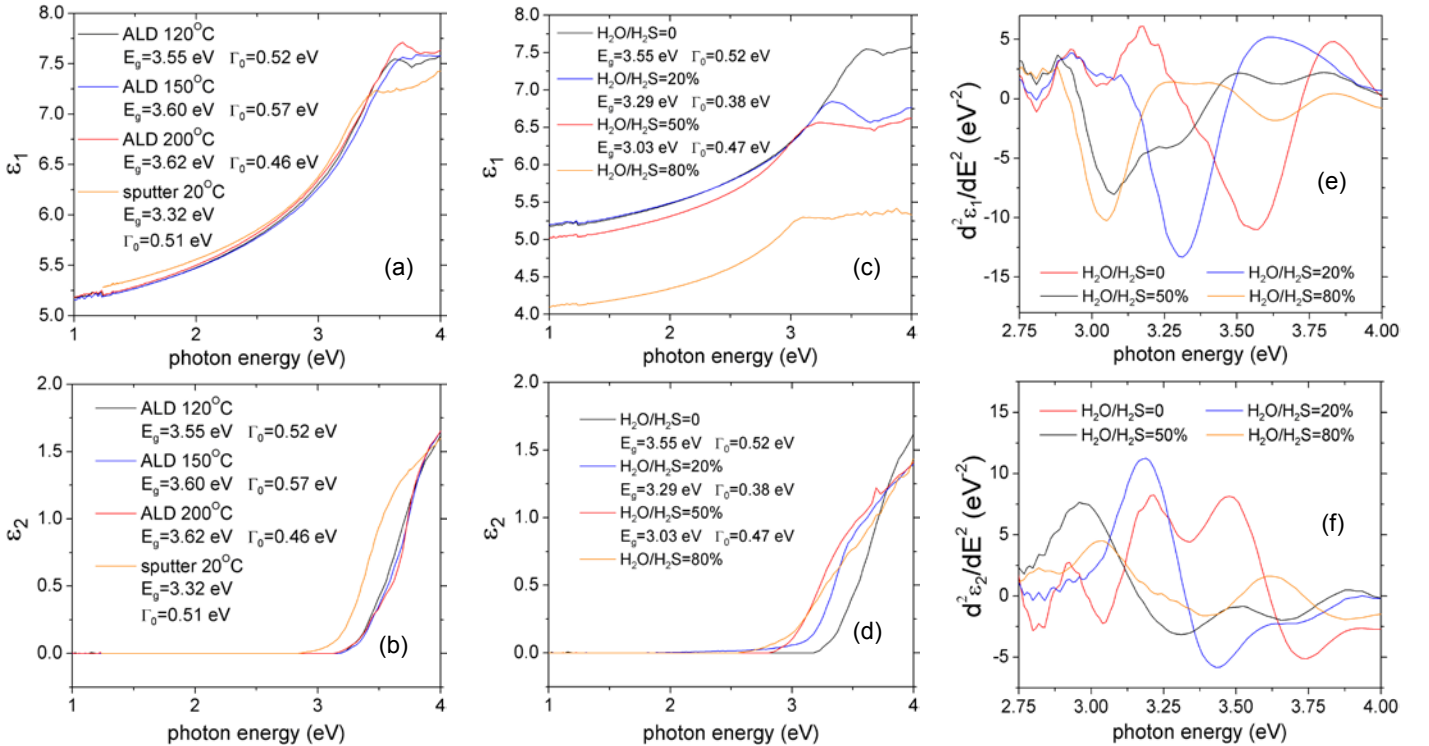 8.0
7.5
7.0
6.5
6.0
5.5
5.0
ε1
ALD 120°C
Eg=3.55 eV Γ0=0.52 eV
ALD 150°C
Eg=3.60 eV Γ0=0.57 eV
ALD 200°C
Eg=3.62 eV Γ0=0.46 eV
sputter 20°C
Eg=3.32 eV
Γ0=0.51 eV
(a)
1 2 3 4
photon energy (eV)
8.0
7.5
7.0
6.5
6.0
5.5
5.0
4.5
4.0
ε1
H2O/H2S=0
Eg=3.55 eV Γ0=0.52 eV
H2O/H2S=20%
Eg=3.29 eV Γ0=0.38 eV
H2O/H2S=50%
Eg=3.03 eV Γ0=0.47 eV
H2O/H2S=80%
(c)
1 2 3 4
photon energy (eV)
5
0
-5
-10
-15
d²ε1/dE² (eV⁻²)
(e)
H2O/H2S=0 H2O/H2S=20%
H2O/H2S=50% H2O/H2S=80%
2.75 3.00 3.25 3.50 3.75 4.00
photon energy (eV)
2.0
1.5
1.0
0.5
0.0
ε2
ALD 120°C
Eg=3.55 eV Γ0=0.52 eV
ALD 150°C
Eg=3.60 eV Γ0=0.57 eV
ALD 200°C
Eg=3.62 eV Γ0=0.46 eV
sputter 20°C
Eg=3.32 eV
Γ0=0.51 eV
(b)
1 2 3 4
photon energy (eV)
2.0
1.5
1.0
0.5
0.0
ε2
H2O/H2S=0
Eg=3.55 eV Γ0=0.52 eV
H2O/H2S=20%
Eg=3.29 eV Γ0=0.38 eV
H2O/H2S=50%
Eg=3.03 eV Γ0=0.47 eV
H2O/H2S=80%
(d)
1 2 3 4
photon energy (eV)
15
10
5
0
-5
d²ε2/dE² (eV⁻²)
H2O/H2S=0 H2O/H2S=20%
H2O/H2S=50% H2O/H2S=80%
(f)
2.75 3.00 3.25 3.50 3.75 4.00
photon energy (eV)